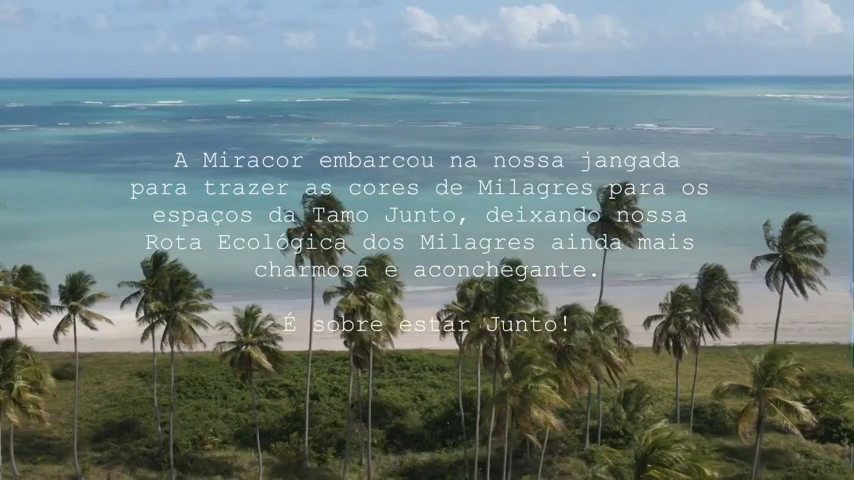 A Miracor embarcou na nossa jangada
para trazer as cores de Milagres para os
espaços da Tamo Junto, deixando nossa
Rota Ecológica dos Milagres ainda mais
charmosa e aconchegante.
É sobre estar Junto!